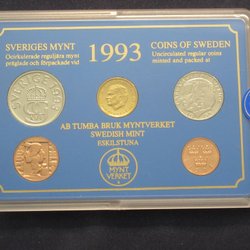 SVERIGES MYNT
Ocirkulerade reguljära mynt
präglade och förpackade vid
1993
COINS OF SWEDEN
Uncirculated regular coins
minted and packed at
AB TUMBA BRUK MYNTVERKET
SWEDISH MINT
ESKILSTUNA
MYNT
VERKET